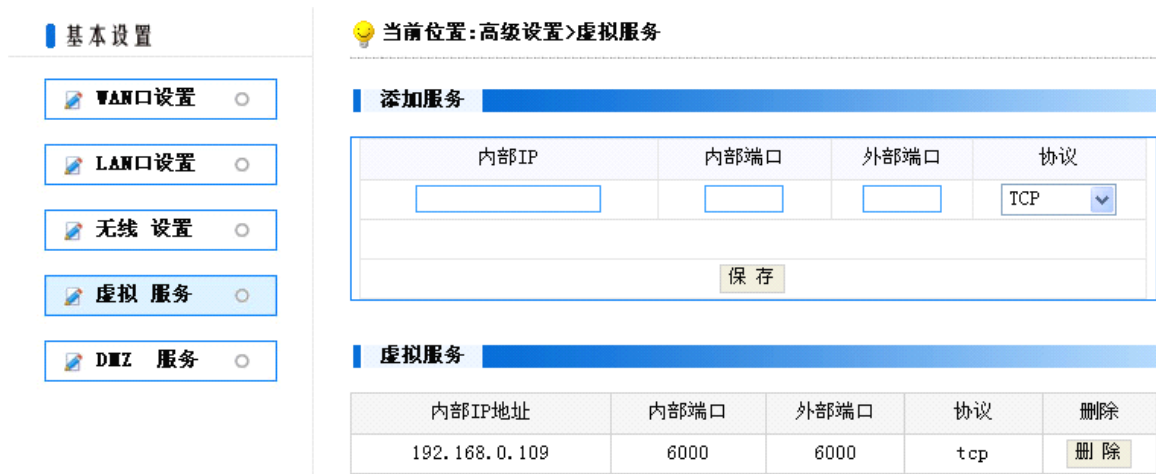 基本设置
WAN口设置
LAN口设置
无线 设置
虚拟 服务
DMZ 服务
当前位置:高级设置>虚拟服务
添加服务
内部IP 内部端口 外部端口 协议
TCP
保 存
虚拟服务
内部IP地址 内部端口 外部端口 协议 删除
192.168.0.109 6000 6000 tcp 删 除